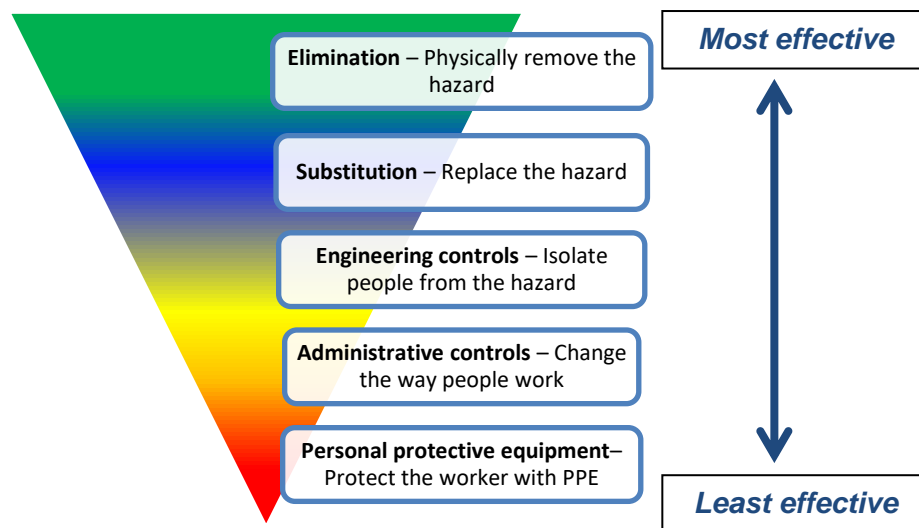 Most effective
Elimination – Physically remove the
hazard
Substitution – Replace the hazard
Engineering controls – Isolate
people from the hazard
Administrative controls – Change
the way people work
Personal protective equipment–
Protect the worker with PPE
Least effective